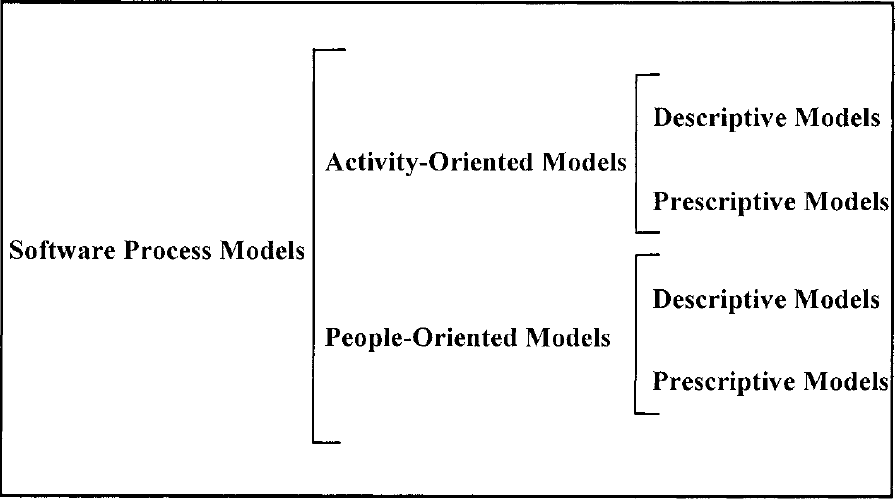 Software Process Models
Activity-Oriented Models
Descriptive Models
Prescriptive Models
People-Oriented Models
Descriptive Models
Prescriptive Models